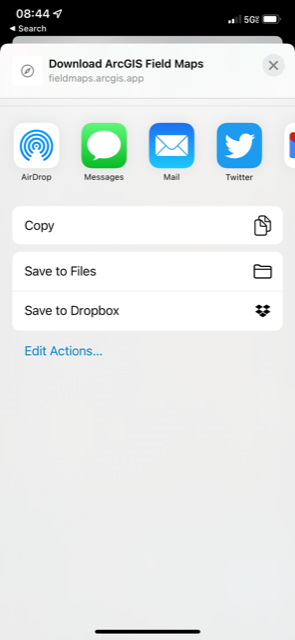 08:44
5G
Search
Download ArcGIS Field Maps
fieldmaps.arcgis.app
AirDrop
Messages
Mail
Twitter
Copy
Save to Files
Save to Dropbox
Edit Actions...